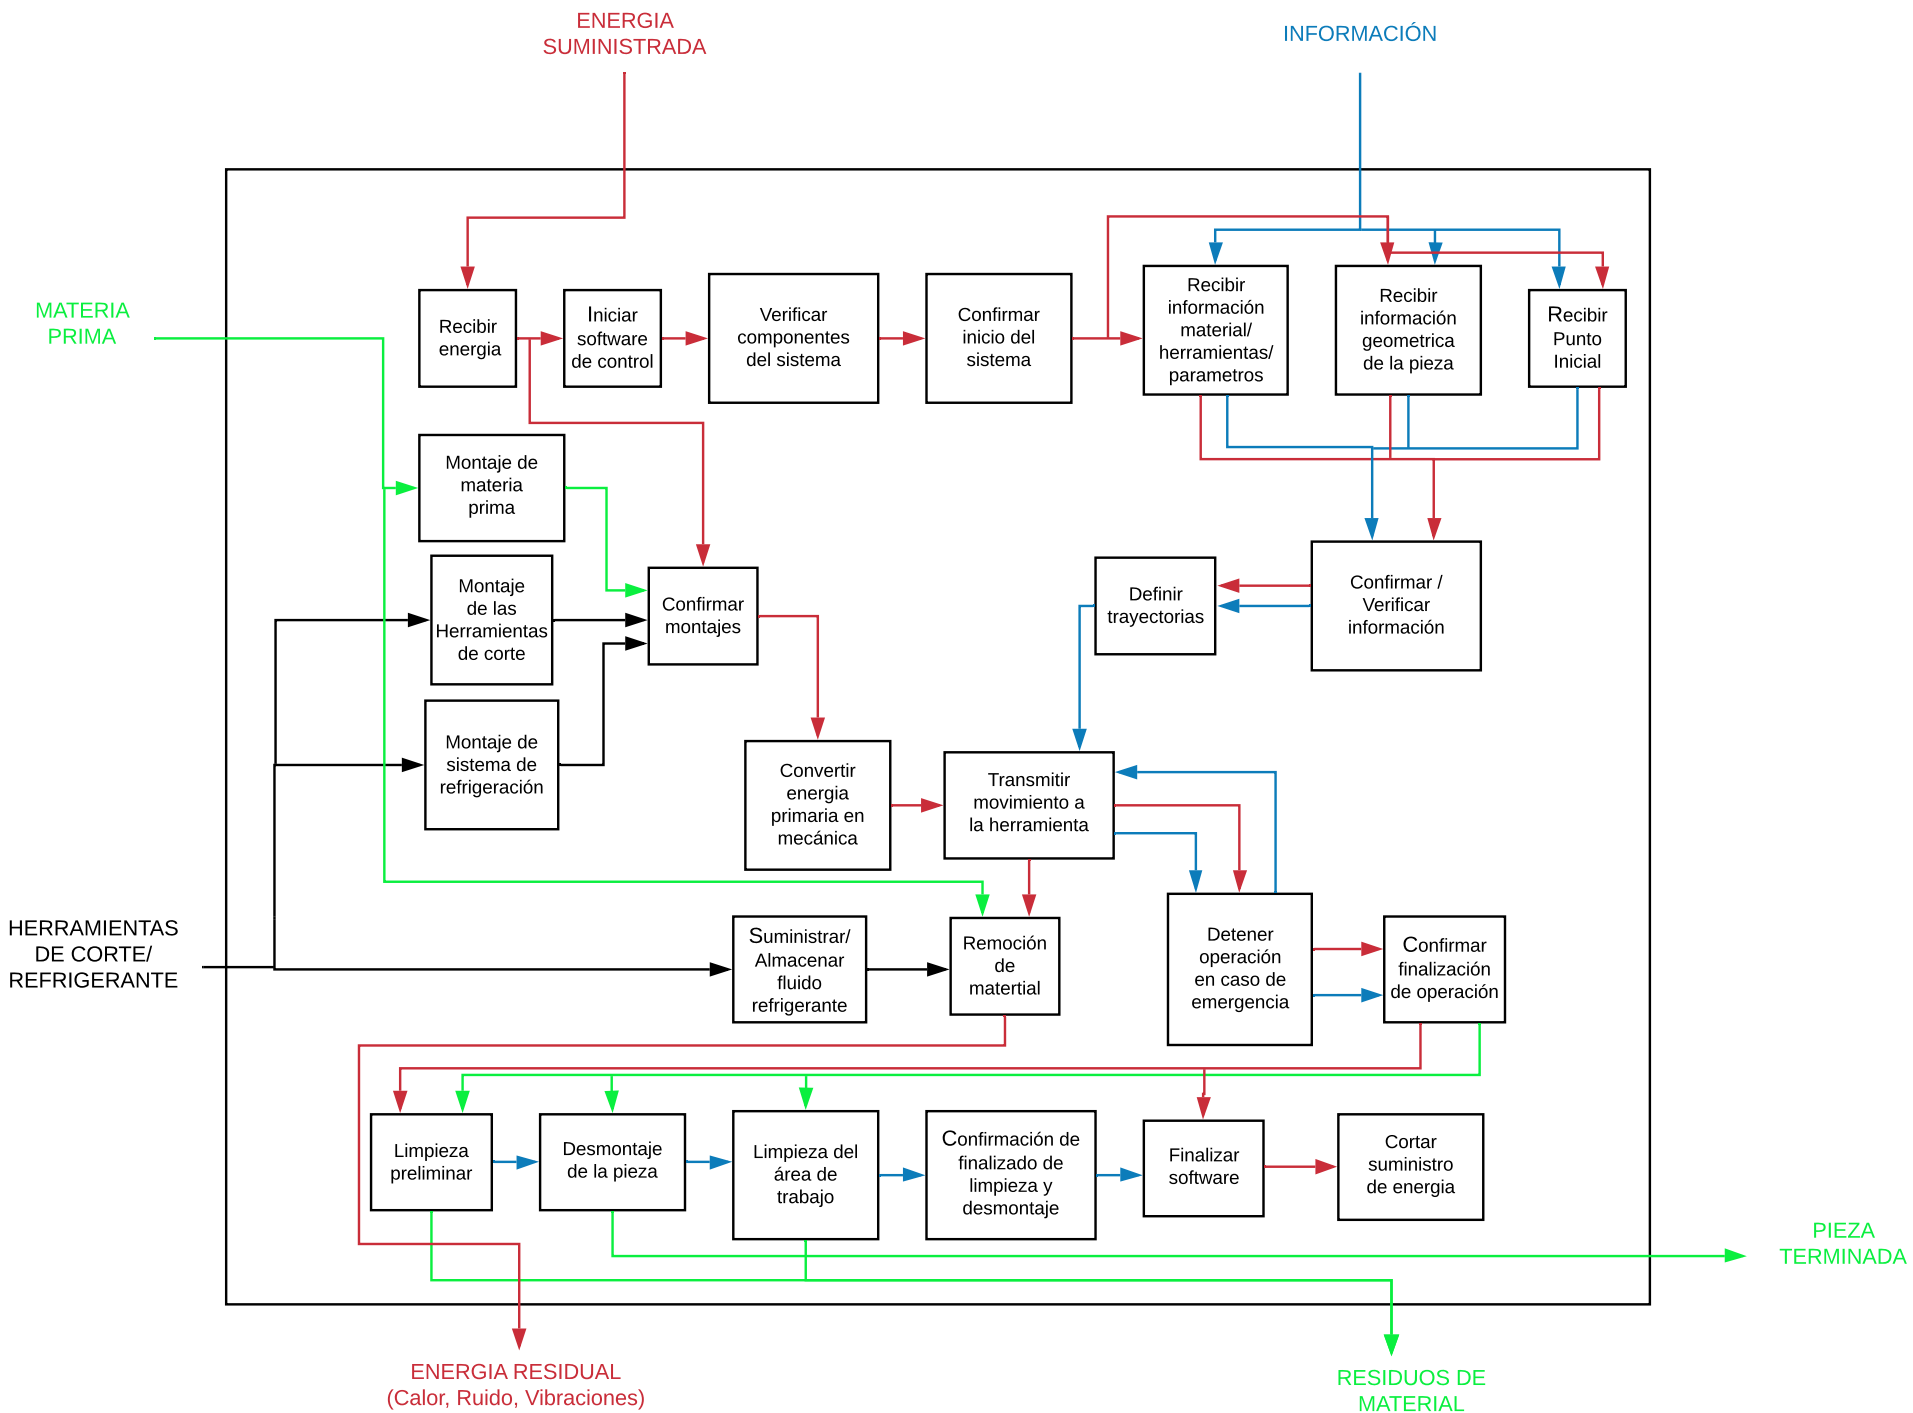 ENERGIA
SUMINISTRADA
INFORMACIÓN
MATERIA
PRIMA
Recibir
energia
Iniciar
software
de control
Verificar
componentes
del sistema
Confirmar
inicio del
sistema
Recibir
información
material/
herramientas/
parametros
Recibir
información
geometrica
de la pieza
Recibir
Punto
Inicial
Montaje de
materia
prima
Montaje
de las
Herramientas
de corte
Confirmar
montajes
Definir
trayectorias
Confirmar /
Verificar
información
Montaje de
sistema de
refrigeración
Convertir
energia
primaria en
mecánica
Transmitir
movimiento a
la herramienta
HERRAMIENTAS
DE CORTE/
REFRIGERANTE
Suministrar/
Almacenar
fluido
refrigerante
Remoción
de
matertial
Detener
operación
en caso de
emergencia
Confirmar
finalización
de operación
Limpieza
preliminar
Desmontaje
de la pieza
Limpieza del
área de
trabajo
Confirmación de
finalizado de
limpieza y
desmontaje
Finalizar
software
Cortar
suministro
de energia
PIEZA
TERMINADA
ENERGIA RESIDUAL
(Calor, Ruido, Vibraciones)
RESIDUOS DE
MATERIAL